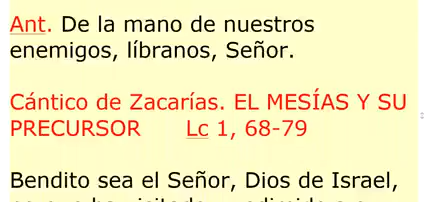 Ant. De la mano de nuestros
enemigos, líbranos, Señor.
Cántico de Zacarías. EL MESÍAS Y SU
PRECURSOR Lc 1, 68-79
Bendito sea el Señor, Dios de Israel,